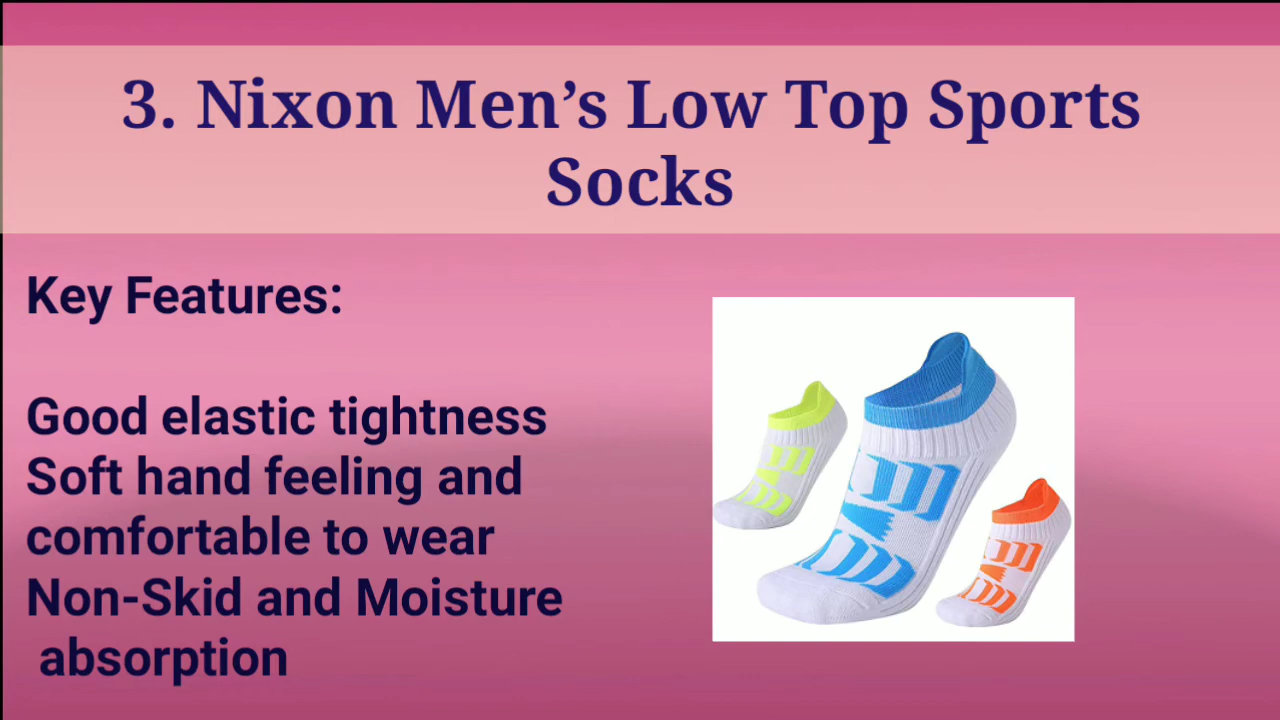 3. Nixon Men’s Low Top Sports
Socks
Key Features:
Good elastic tightness
Soft hand feeling and
comfortable to wear
Non-Skid and Moisture
absorption